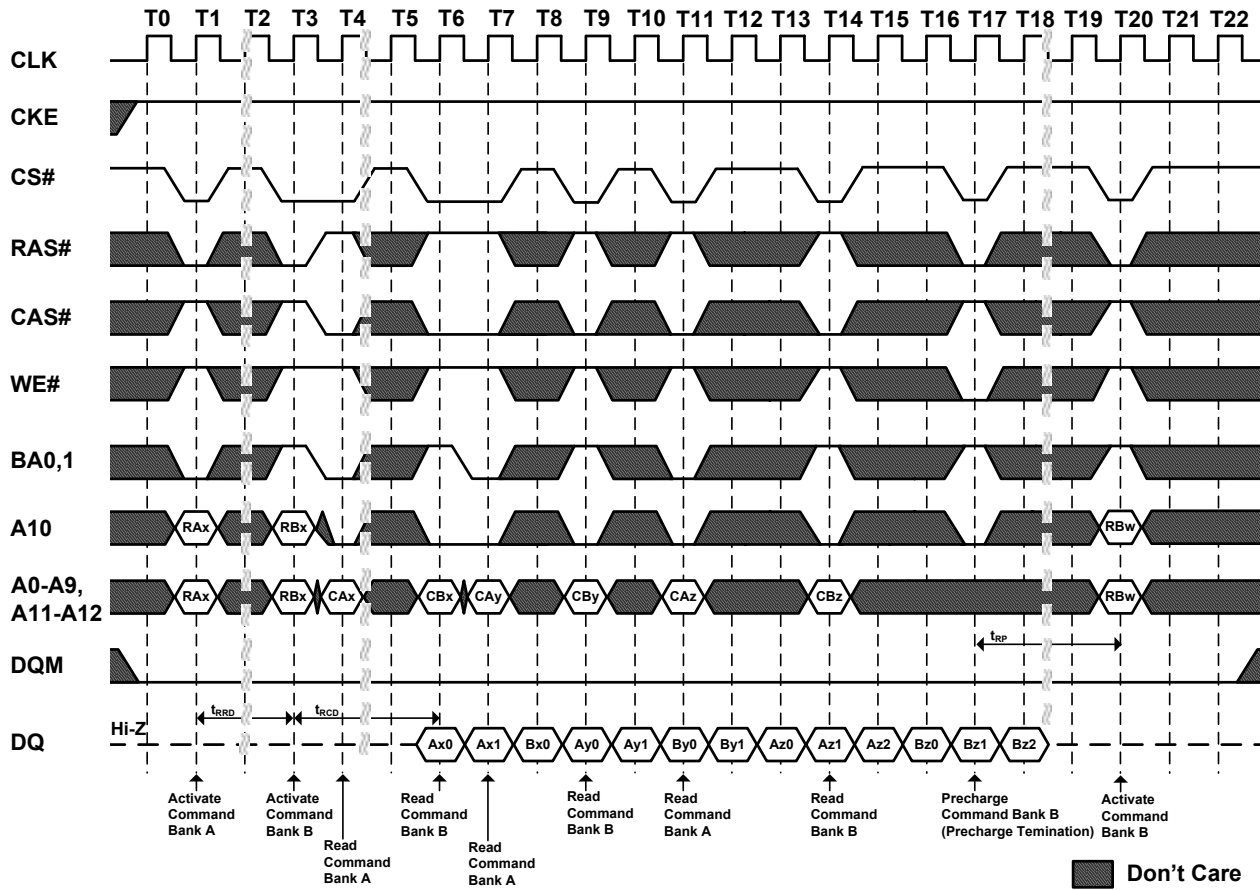 T0 T1 T2 T3 T4 T5 T6 T7 T8 T9 T10 T11 T12 T13 T14 T15 T16 T17 T18 T19 T20 T21 T22
CLK
CKE
CS#
RAS#
CAS#
WE#
BA0,1
A10
RAx RBx RBw
A0-A9,
A11-A12
RAx RBx CAx CBx CAy CBy CAz CBz RBw
tRP
DQM
tRRD tRCD
Hi-Z
DQ
Ax0 Ax1 Bx0 Ay0 Ay1 By0 By1 Az0 Az1 Az2 Bz0 Bz1 Bz2
Activate
Command
Bank A
Activate
Command
Bank B
Read
Command
Bank A
Read
Command
Bank B
Read
Command
Bank A
Read
Command
Bank B
Read
Command
Bank A
Read
Command
Bank B
Precharge
Command Bank B
(Precharge Temination)
Activate
Command
Bank B
Don't Care